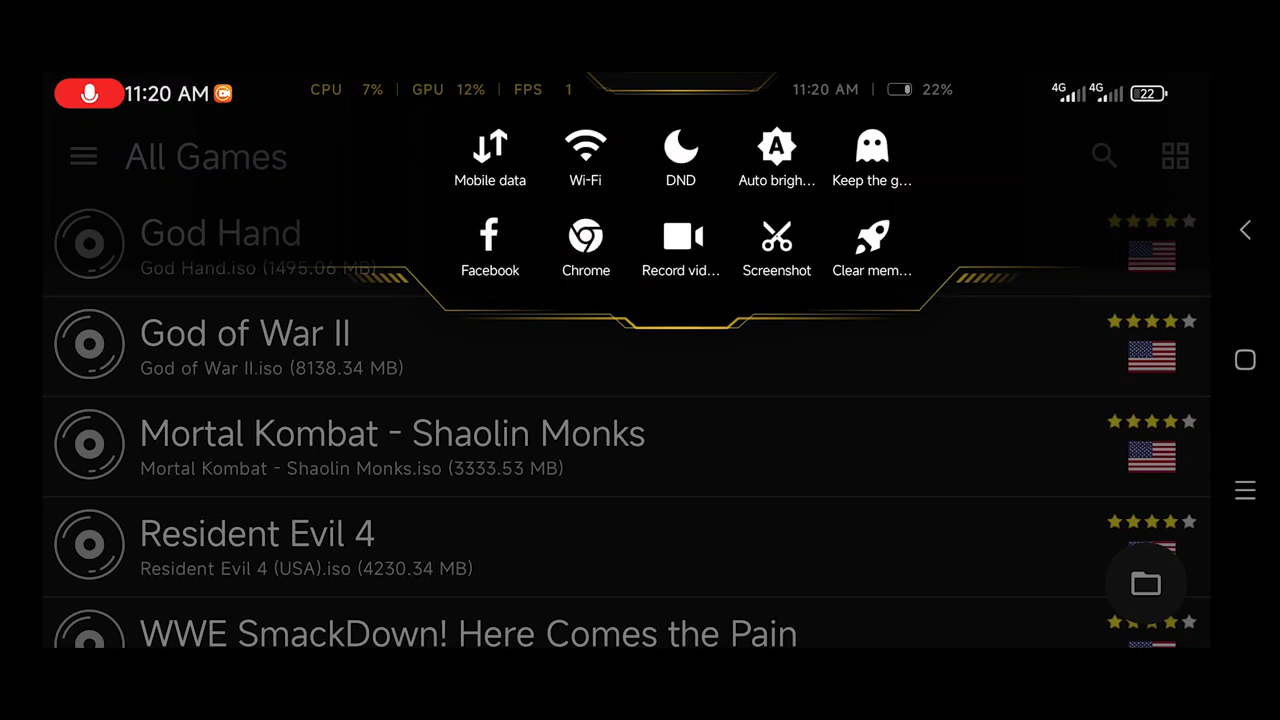 11:20 AM
CPU 7% | GPU 12% | FPS 1
11:20 AM | 22%
4G 4G 22
All Games
Mobile data
Wi-Fi
DND
Auto brigh...
Keep the g...
Facebook
Chrome
Record vid...
Screenshot
Clear mem...
God Hand
God Hand.iso (1495.06 MB)
God of War II
God of War II.iso (8138.34 MB)
Mortal Kombat - Shaolin Monks
Mortal Kombat - Shaolin Monks.iso (3333.53 MB)
Resident Evil 4
Resident Evil 4 (USA).iso (4230.34 MB)
WWE SmackDown! Here Comes the Pain